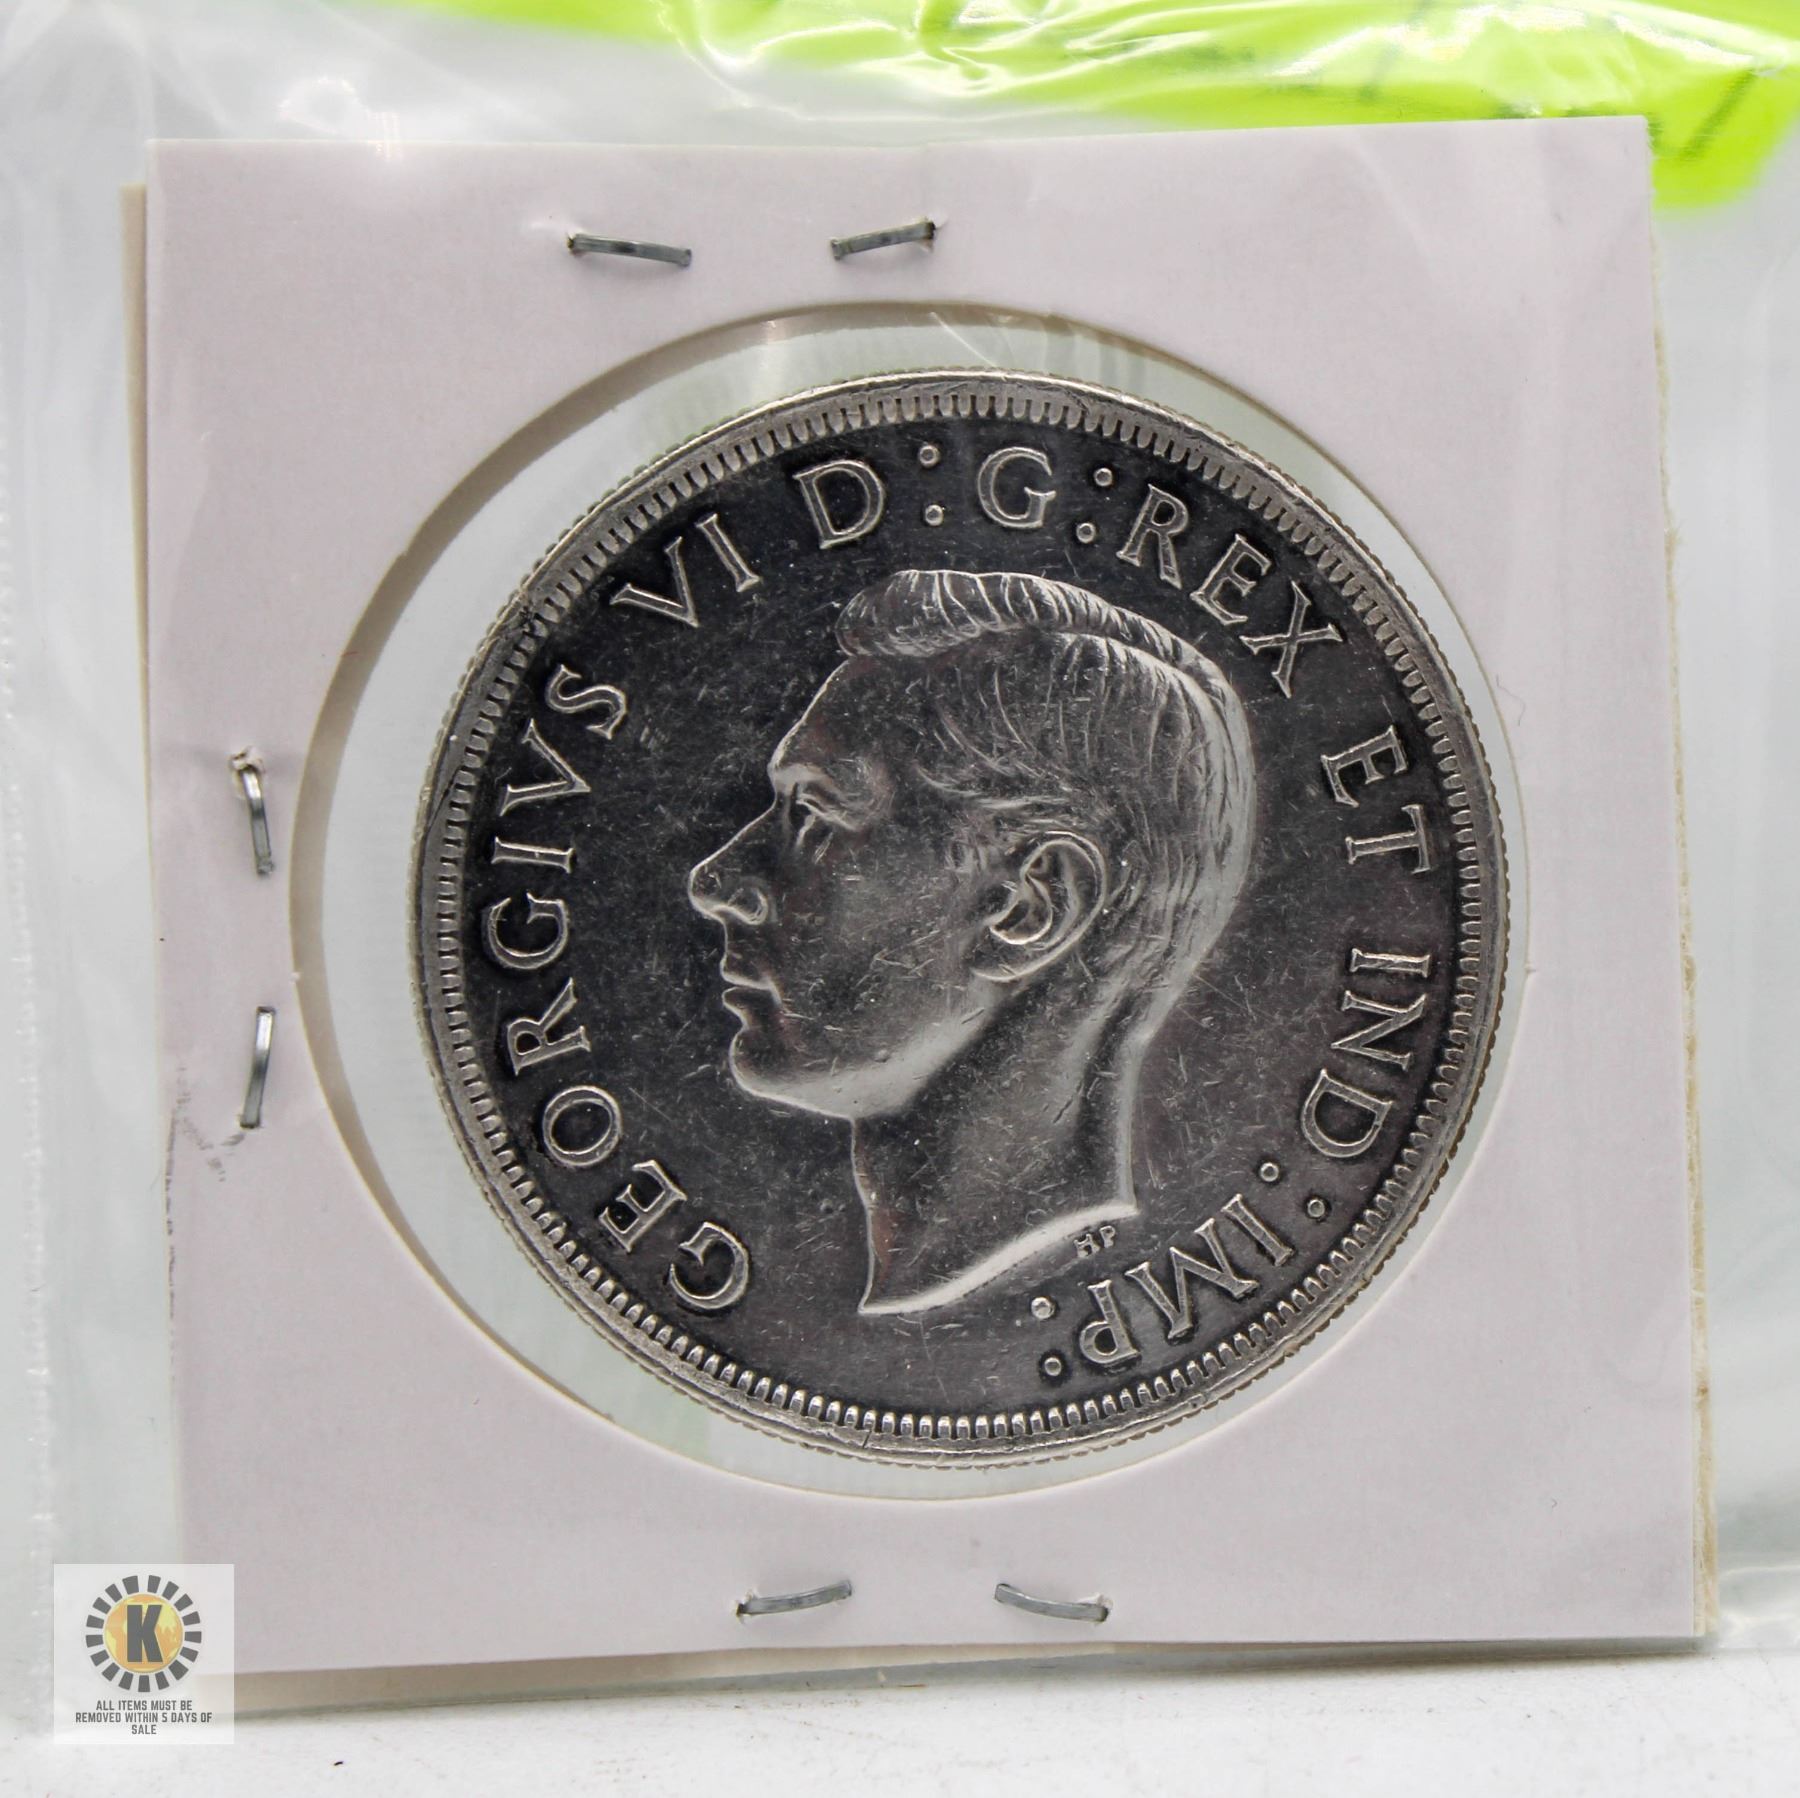 GEORGIVS VI D:G:REX ET IND:IMP:
HP
K
ALL ITEMS MUST BE
REMOVED WITHIN 5 DAYS OF
SALE